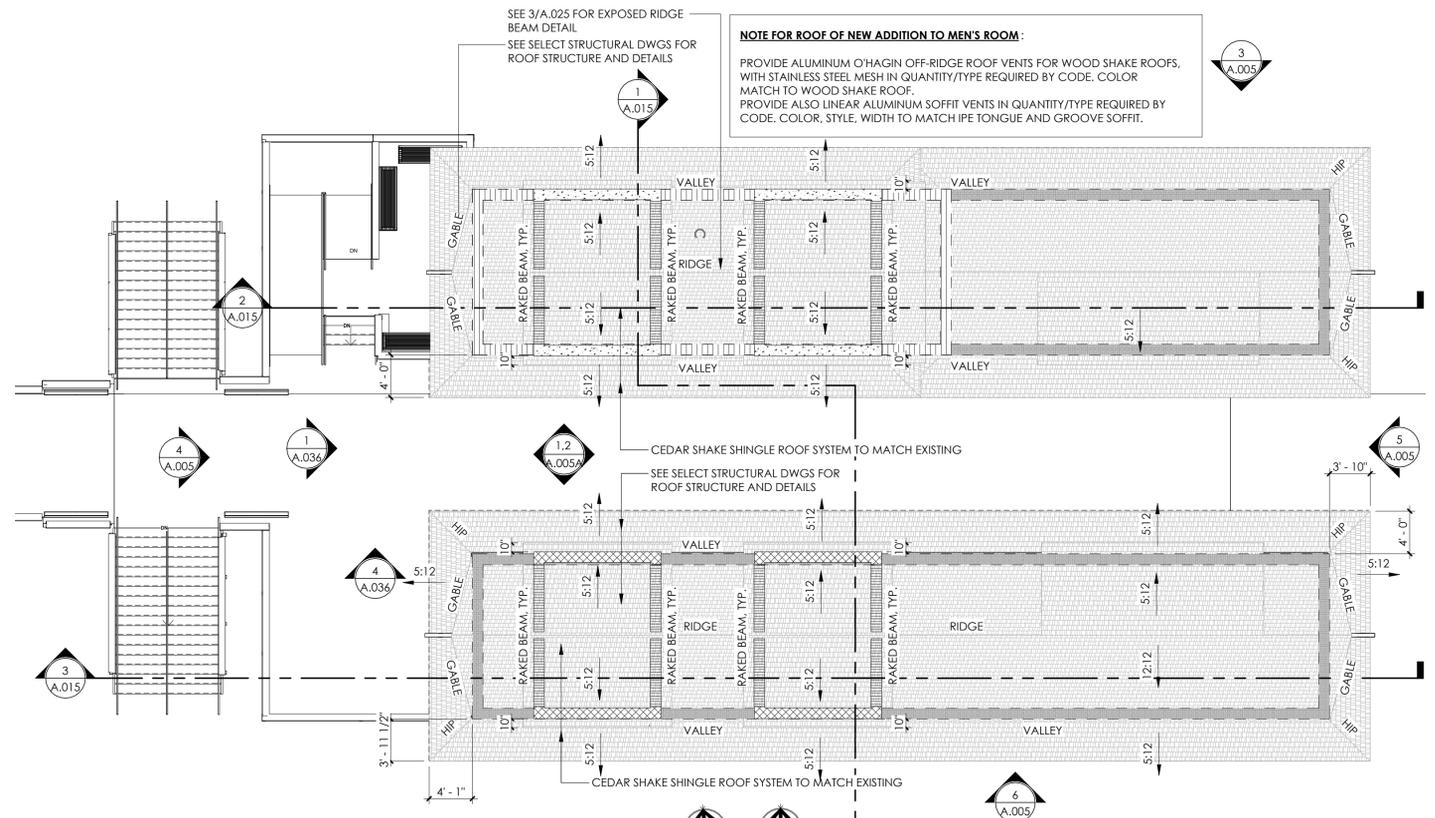 SEE 3/A.025 FOR EXPOSED RIDGE
BEAM DETAIL
SEE SELECT STRUCTURAL DWGS FOR
ROOF STRUCTURE AND DETAILS
NOTE FOR ROOF OF NEW ADDITION TO MEN'S ROOM :
PROVIDE ALUMINUM O'HAGIN OFF-RIDGE ROOF VENTS FOR WOOD SHAKE ROOFS,
WITH STAINLESS STEEL MESH IN QUANTITY/TYPE REQUIRED BY CODE. COLOR
MATCH TO WOOD SHAKE ROOF.
PROVIDE ALSO LINEAR ALUMINUM SOFFIT VENTS IN QUANTITY/TYPE REQUIRED BY
CODE. COLOR, STYLE, WIDTH TO MATCH IPE TONGUE AND GROOVE SOFFIT.
3
A.005
1
A.015
5:12
5:12
HIP
VALLEY
10"
VALLEY
GABLE
RAKED BEAM, TYP.
5:12
RAKED BEAM, TYP.
RIDGE
RAKED BEAM, TYP.
5:12
RAKED BEAM, TYP.
GABLE
DN
2
A.015
GABLE
5:12
5:12
5:12
GABLE
DN
4' - 0"
10"
VALLEY
10"
VALLEY
HIP
5:12
5:12
4
A.005
1
A.036
1,2
A.005A
CEDAR SHAKE SHINGLE ROOF SYSTEM TO MATCH EXISTING
5
A.005
SEE SELECT STRUCTURAL DWGS FOR
ROOF STRUCTURE AND DETAILS
3' - 10"
5:12
5:12
5:12
DN
HIP
HIP
4' - 0"
10"
VALLEY
10"
4
A.036
5:12
5:12
GABLE
5:12
5:12
5:12
GABLE
RAKED BEAM, TYP.
RAKED BEAM, TYP.
RIDGE
RAKED BEAM, TYP.
RAKED BEAM, TYP.
RIDGE
3
A.015
GABLE
5:12
5:12
12:12
GABLE
3' - 11 1/2"
HIP
10"
VALLEY
10"
VALLEY
HIP
5:12
5:12
5:12
CEDAR SHAKE SHINGLE ROOF SYSTEM TO MATCH EXISTING
4' - 1"
6
A.005